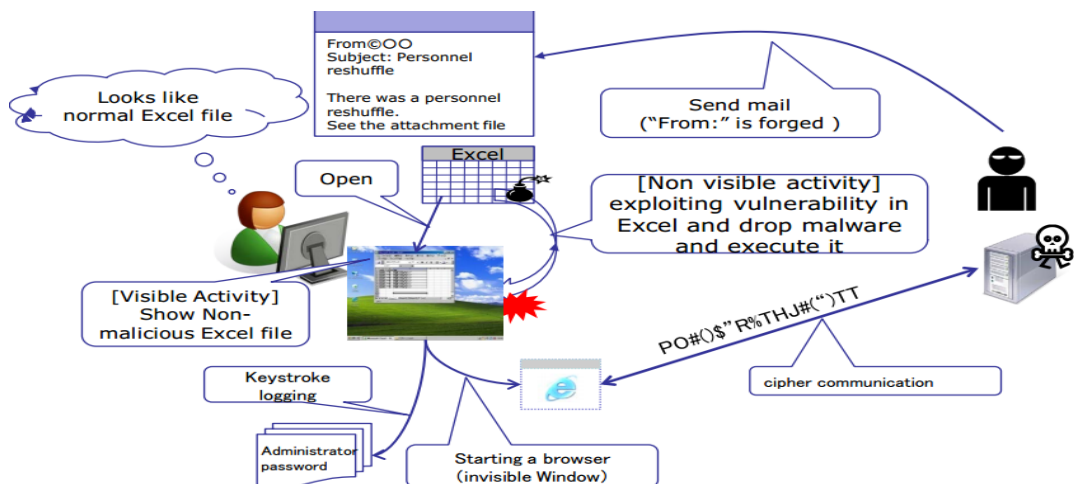 From©○○
Subject: Personnel
reshuffle
There was a personnel
reshuffle.
See the attachment file
Looks like
normal Excel file
Send mail
(“From:” is forged )
Excel
Open
[Non visible activity]
exploiting vulnerability in
Excel and drop malware
and execute it
[Visible Activity]
Show Non-
malicious Excel file
PO#()$”R%THJ#(“)TT
Keystroke
logging
cipher communication
Administrator
password
Starting a browser
(invisible Window)